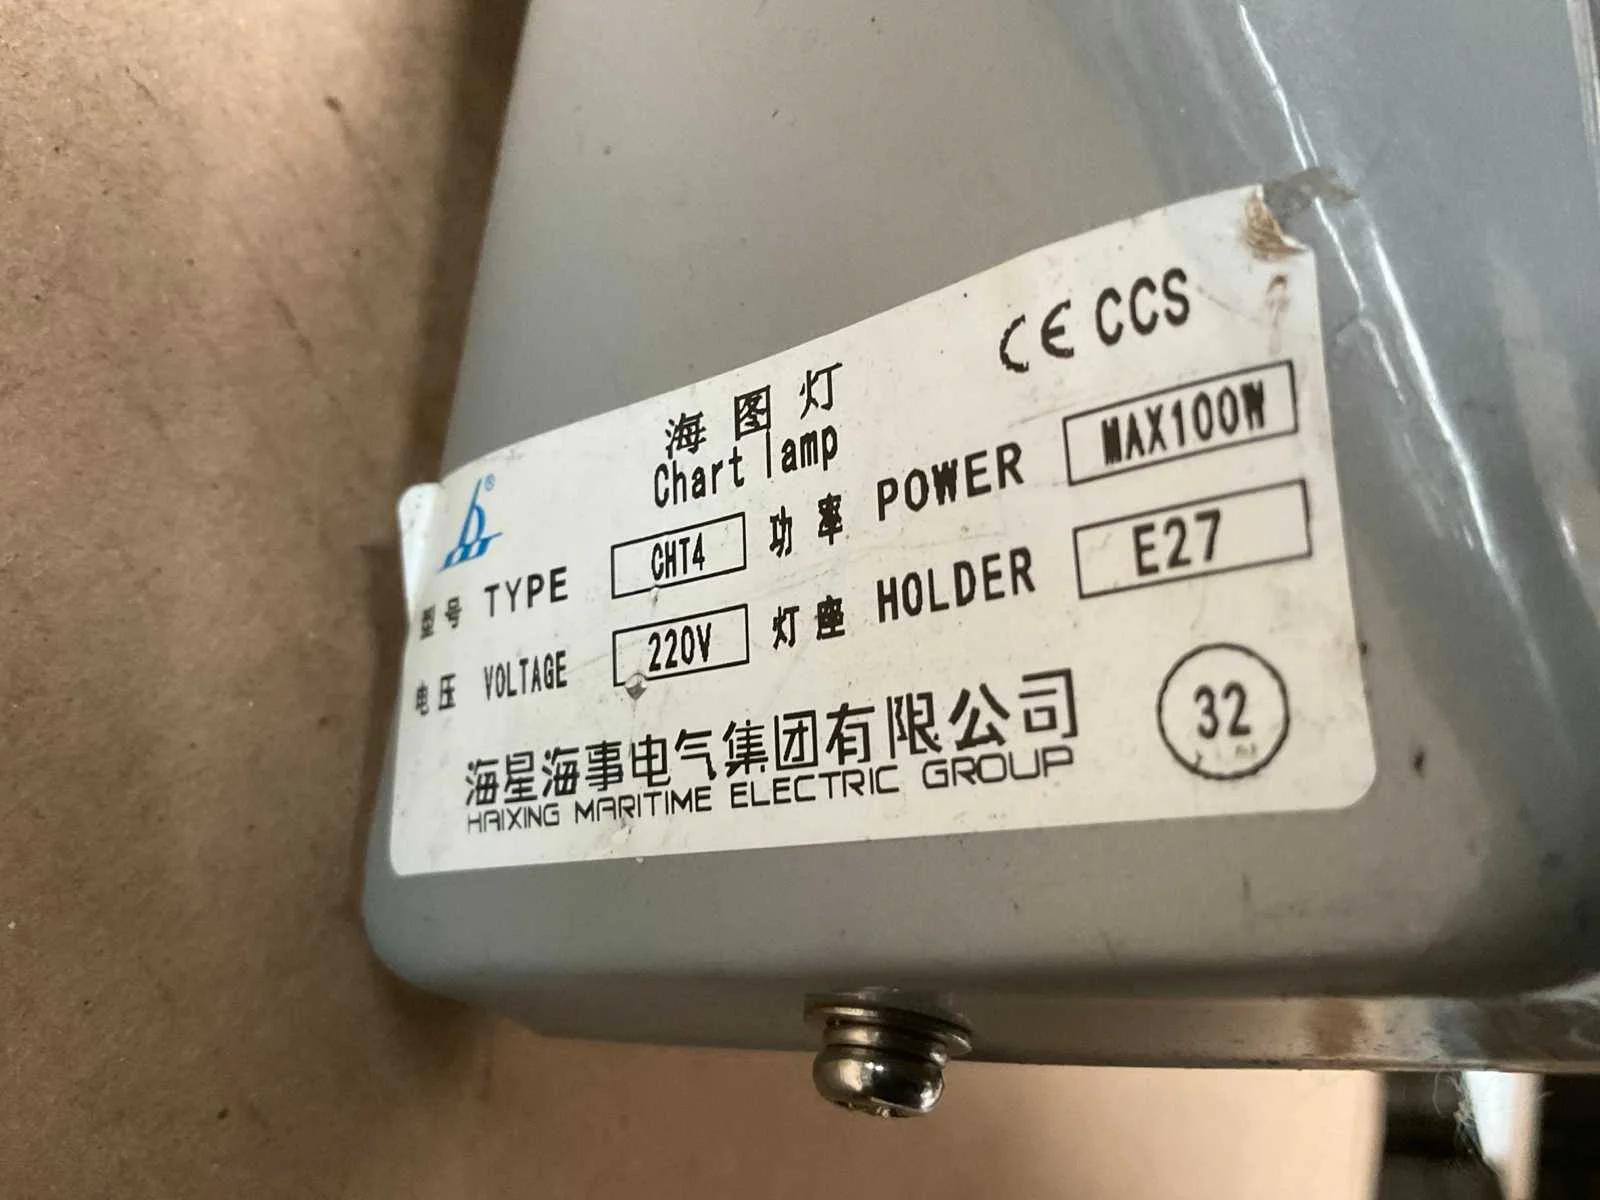 CE CCS
海图灯
Chart lamp
®
型号 TYPE CHT4 功率 POWER MAX100W
电压 VOLTAGE 220V 灯座 HOLDER E27
海星海事电气集团有限公司
HAIXING MARITIME ELECTRIC GROUP
32